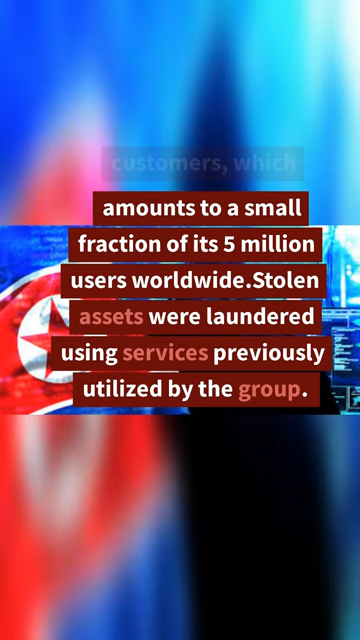 customers, which
amounts to a small
fraction of its 5 million
users worldwide.Stolen
assets were laundered
using services previously
utilized by the group.